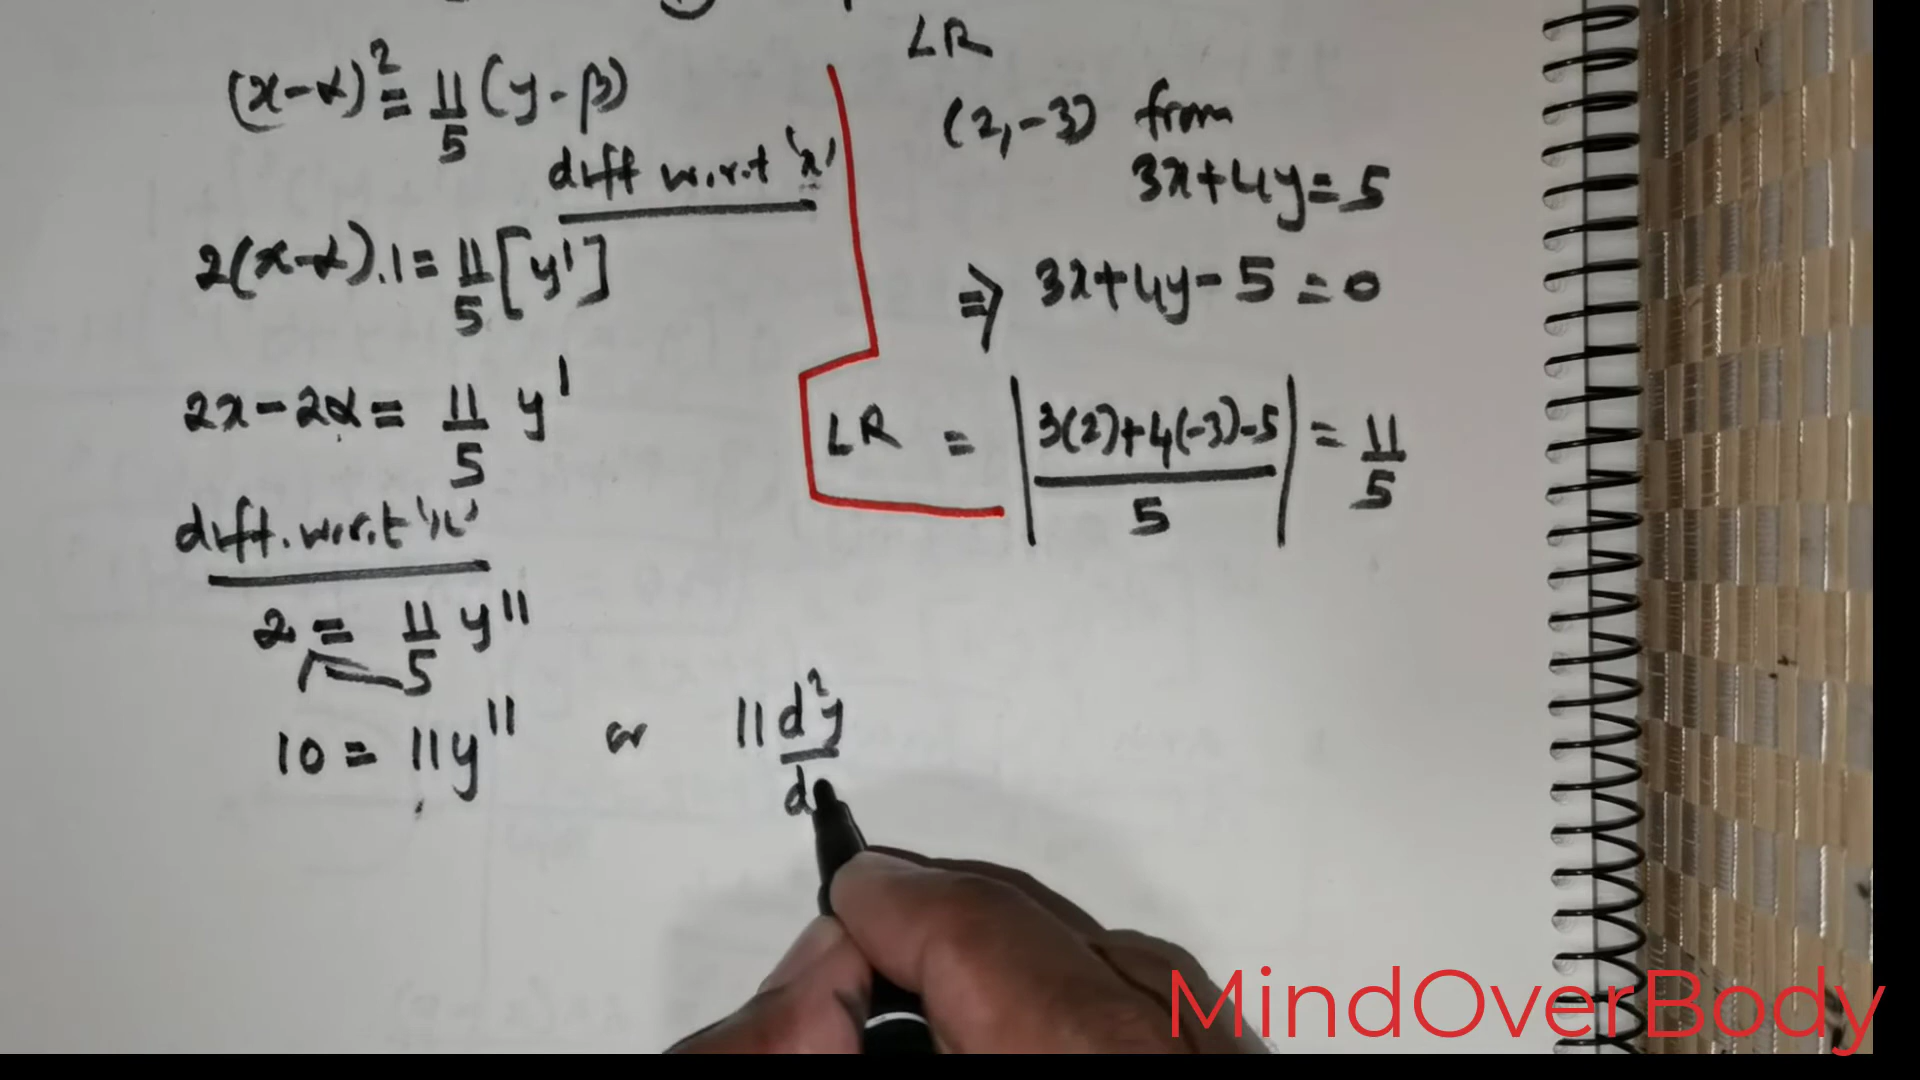 (x-α)² = 11/5 (y-β)
diff w.r.t 'x'
2(x-α).1 = 11/5 [y']
2x-2α = 11/5 y'
diff. w.r.t 'x'
2 = 11/5 y''
10 = 11y'' or 11 d²y/d
LR
(2,-3) from
3x+4y=5
⇒ 3x+4y-5=0
LR = |3(2)+4(-3)-5/5| = 11/5
MindOverBody